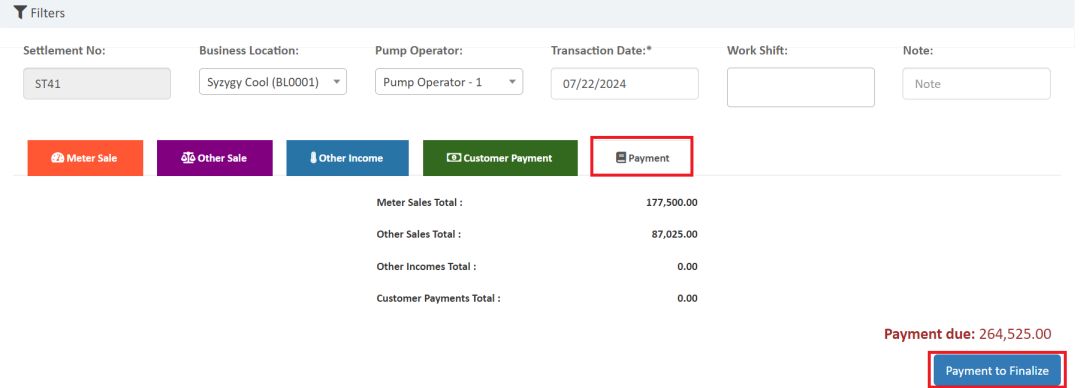 Filters
Settlement No: Business Location: Pump Operator: Transaction Date:* Work Shift: Note:
ST41 Syzygy Cool (BL0001) Pump Operator - 1 07/22/2024 Note
Meter Sale Other Sale Other Income Customer Payment Payment
Meter Sales Total : 177,500.00
Other Sales Total : 87,025.00
Other Incomes Total : 0.00
Customer Payments Total : 0.00
Payment due: 264,525.00
Payment to Finalize